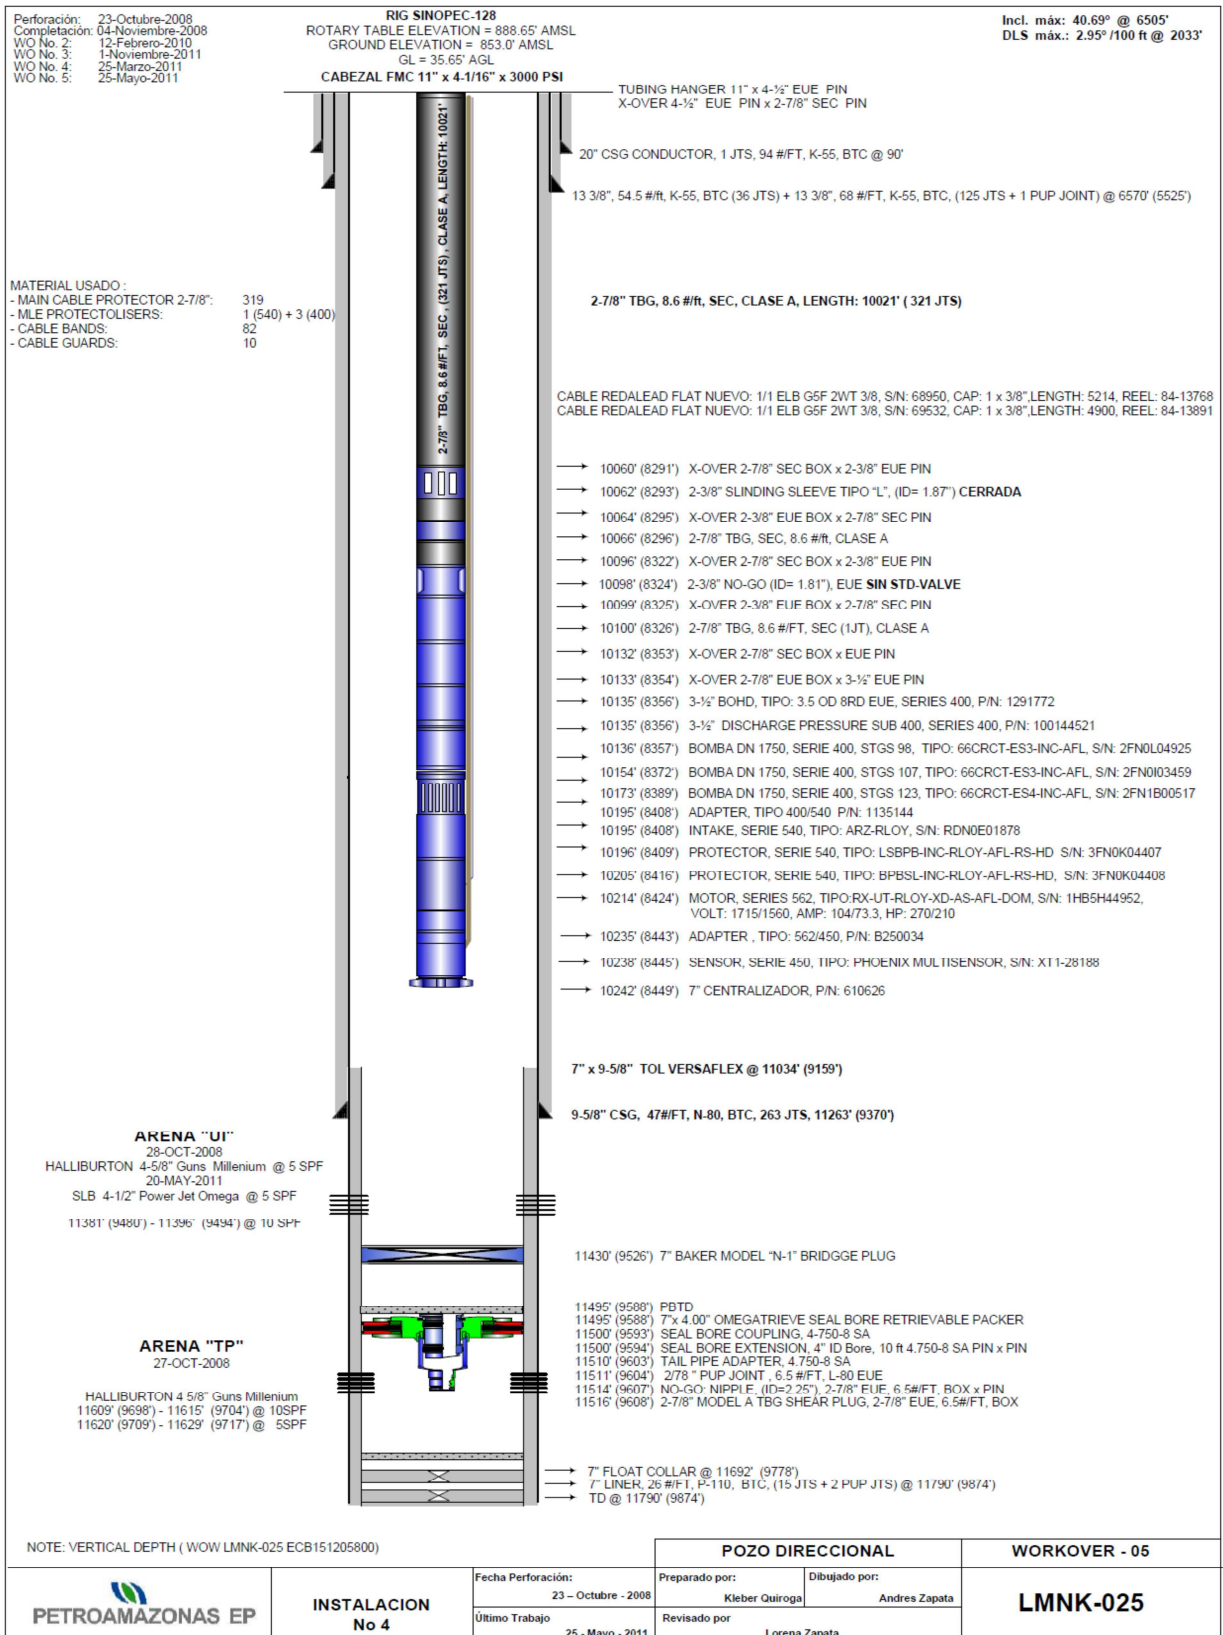 Perforación: 23-Octubre-2008
Completación: 04-Noviembre-2008
WO No. 2: 12-Febrero-2010
WO No. 3: 1-Noviembre-2011
WO No. 4: 25-Marzo-2011
WO No. 5: 25-Mayo-2011
RIG SINOPEC-128
ROTARY TABLE ELEVATION = 888.65' AMSL
GROUND ELEVATION = 853.0' AMSL
GL = 35.65' AGL
CABEZAL FMC 11" x 4-1/16" x 3000 PSI
Incl. máx: 40.69º @ 6505'
DLS máx.: 2.95º /100 ft @ 2033'
TUBING HANGER 11" x 4-½" EUE PIN
X-OVER 4-½" EUE PIN x 2-7/8" SEC PIN
20" CSG CONDUCTOR, 1 JTS, 94 #/FT, K-55, BTC @ 90'
13 3/8", 54.5 #/ft, K-55, BTC (36 JTS) + 13 3/8", 68 #/FT, K-55, BTC, (125 JTS + 1 PUP JOINT) @ 6570' (5525')
2-7/8" TBG, 8.6 #/FT, SEC , (321 JTS) , CLASE A, LENGTH: 10021'
MATERIAL USADO :
- MAIN CABLE PROTECTOR 2-7/8": 319
- MLE PROTECTOLISERS: 1 (540) + 3 (400)
- CABLE BANDS: 82
- CABLE GUARDS: 10
2-7/8" TBG, 8.6 #/ft, SEC, CLASE A, LENGTH: 10021' ( 321 JTS)
CABLE REDALEAD FLAT NUEVO: 1/1 ELB G5F 2WT 3/8, S/N: 68950, CAP: 1 x 3/8",LENGTH: 5214, REEL: 84-13768
CABLE REDALEAD FLAT NUEVO: 1/1 ELB G5F 2WT 3/8, S/N: 69532, CAP: 1 x 3/8",LENGTH: 4900, REEL: 84-13891
10060' (8291') X-OVER 2-7/8" SEC BOX x 2-3/8" EUE PIN
10062' (8293') 2-3/8" SLINDING SLEEVE TIPO "L", (ID= 1.87") CERRADA
10064' (8295') X-OVER 2-3/8" EUE BOX x 2-7/8" SEC PIN
10066' (8296') 2-7/8" TBG, SEC, 8.6 #/ft, CLASE A
10096' (8322') X-OVER 2-7/8" SEC BOX x 2-3/8" EUE PIN
10098' (8324') 2-3/8" NO-GO (ID= 1.81"), EUE SIN STD-VALVE
10099' (8325') X-OVER 2-3/8" EUE BOX x 2-7/8" SEC PIN
10100' (8326') 2-7/8" TBG, 8.6 #/FT, SEC (1JT), CLASE A
10132' (8353') X-OVER 2-7/8" SEC BOX x EUE PIN
10133' (8354') X-OVER 2-7/8" EUE BOX x 3-½" EUE PIN
10135' (8356') 3-½" BOHD, TIPO: 3.5 OD 8RD EUE, SERIES 400, P/N: 1291772
10135' (8356') 3-½" DISCHARGE PRESSURE SUB 400, SERIES 400, P/N: 100144521
10136' (8357') BOMBA DN 1750, SERIE 400, STGS 98, TIPO: 66CRCT-ES3-INC-AFL, S/N: 2FN0L04925
10154' (8372') BOMBA DN 1750, SERIE 400, STGS 107, TIPO: 66CRCT-ES3-INC-AFL, S/N: 2FN0I03459
10173' (8389') BOMBA DN 1750, SERIE 400, STGS 123, TIPO: 66CRCT-ES4-INC-AFL, S/N: 2FN1B00517
10195' (8408') ADAPTER, TIPO 400/540 P/N: 1135144
10195' (8408') INTAKE, SERIE 540, TIPO: ARZ-RLOY, S/N: RDN0E01878
10196' (8409') PROTECTOR, SERIE 540, TIPO: LSBPB-INC-RLOY-AFL-RS-HD S/N: 3FN0K04407
10205' (8416') PROTECTOR, SERIE 540, TIPO: BPBSL-INC-RLOY-AFL-RS-HD, S/N: 3FN0K04408
10214' (8424') MOTOR, SERIES 562, TIPO:RX-UT-RLOY-XD-AS-AFL-DOM, S/N: 1HB5H44952,
VOLT: 1715/1560, AMP: 104/73.3, HP: 270/210
10235' (8443') ADAPTER , TIPO: 562/450, P/N: B250034
10238' (8445') SENSOR, SERIE 450, TIPO: PHOENIX MULTISENSOR, S/N: XT1-28188
10242' (8449') 7" CENTRALIZADOR, P/N: 610626
7" x 9-5/8" TOL VERSAFLEX @ 11034' (9159')
9-5/8" CSG, 47#/FT, N-80, BTC, 263 JTS, 11263' (9370')
ARENA "UI"
28-OCT-2008
HALLIBURTON 4-5/8" Guns Millenium @ 5 SPF
20-MAY-2011
SLB 4-1/2" Power Jet Omega @ 5 SPF
11381' (9480') - 11396' (9494') @ 10 SPF
11430' (9526') 7" BAKER MODEL "N-1" BRIDGGE PLUG
11495' (9588') PBTD
11495' (9588') 7"x 4.00" OMEGATRIEVE SEAL BORE RETRIEVABLE PACKER
11500' (9593') SEAL BORE COUPLING, 4-750-8 SA
11500' (9594') SEAL BORE EXTENSION, 4" ID Bore, 10 ft 4.750-8 SA PIN x PIN
11510' (9603') TAIL PIPE ADAPTER, 4.750-8 SA
11511' (9604') 2/78 " PUP JOINT , 6.5 #/FT, L-80 EUE
11514' (9607') NO-GO: NIPPLE, (ID=2.25"), 2-7/8" EUE, 6.5#/FT, BOX x PIN
11516' (9608') 2-7/8" MODEL A TBG SHEAR PLUG, 2-7/8" EUE, 6.5#/FT, BOX
ARENA "TP"
27-OCT-2008
HALLIBURTON 4 5/8" Guns Millenium
11609' (9698') - 11615' (9704') @ 10SPF
11620' (9709') - 11629' (9717') @ 5SPF
7" FLOAT COLLAR @ 11692' (9778')
7" LINER, 26 #/FT, P-110, BTC, (15 JTS + 2 PUP JTS) @ 11790' (9874')
TD @ 11790' (9874')
NOTE: VERTICAL DEPTH ( WOW LMNK-025 ECB151205800)
POZO DIRECCIONAL
WORKOVER - 05
PETROAMAZONAS EP
INSTALACION
No 4
Fecha Perforación:
23 – Octubre - 2008
Último Trabajo
25 - Mayo - 2011
Preparado por:
Kleber Quiroga
Dibujado por:
Andres Zapata
Revisado por
Lorena Zapata
LMNK-025